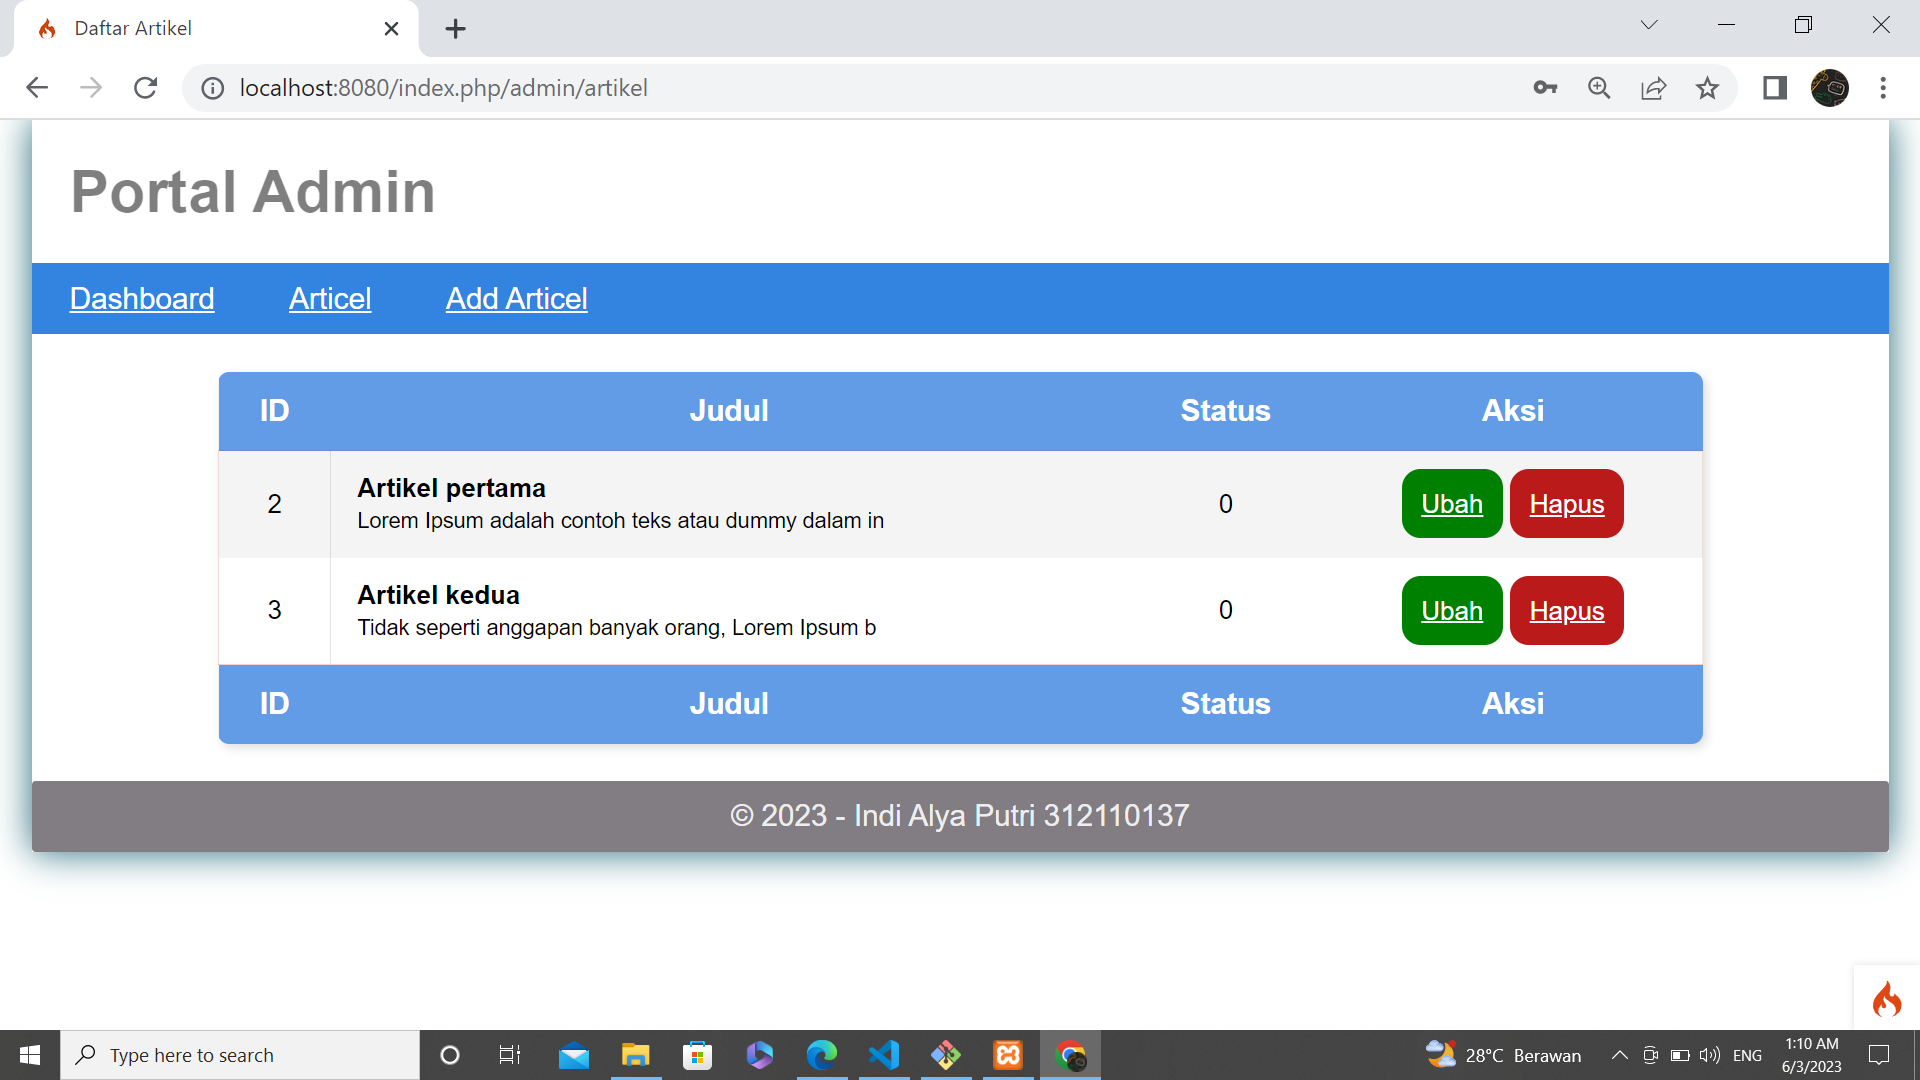 Daftar Artikel
localhost:8080/index.php/admin/artikel
Portal Admin
Dashboard Articel Add Articel
ID Judul Status Aksi
2 Artikel pertama 0 Ubah Hapus
Lorem Ipsum adalah contoh teks atau dummy dalam in
3 Artikel kedua 0 Ubah Hapus
Tidak seperti anggapan banyak orang, Lorem Ipsum b
ID Judul Status Aksi
© 2023 - Indi Alya Putri 312110137
Type here to search
28°C Berawan
ENG
1:10 AM
6/3/2023